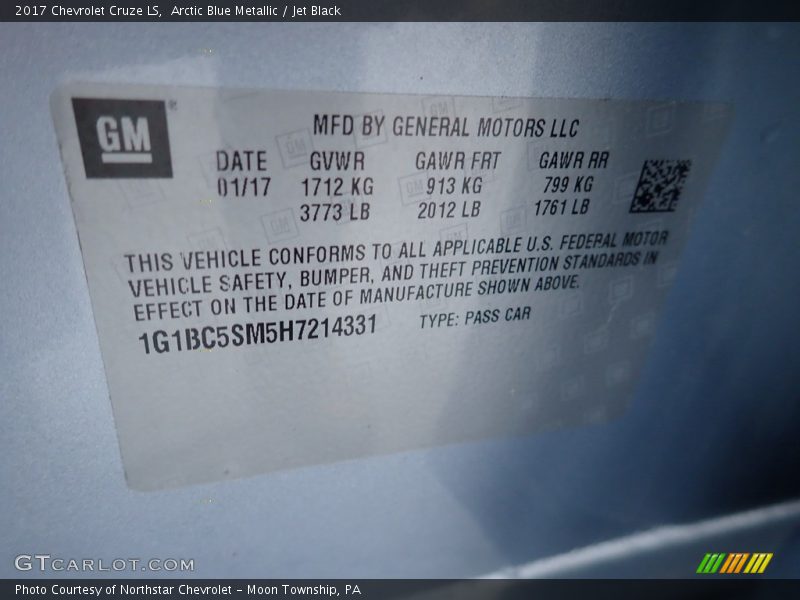 2017 Chevrolet Cruze LS, Arctic Blue Metallic / Jet Black
GM ®
MFD BY GENERAL MOTORS LLC
DATE GVWR GAWR FRT GAWR RR
01/17 1712 KG 913 KG 799 KG
3773 LB 2012 LB 1761 LB
THIS VEHICLE CONFORMS TO ALL APPLICABLE U.S. FEDERAL MOTOR
VEHICLE SAFETY, BUMPER, AND THEFT PREVENTION STANDARDS IN
EFFECT ON THE DATE OF MANUFACTURE SHOWN ABOVE.
1G1BC5SM5H7214331 TYPE: PASS CAR
GTCARLOT.COM
Photo Courtesy of Northstar Chevrolet – Moon Township, PA